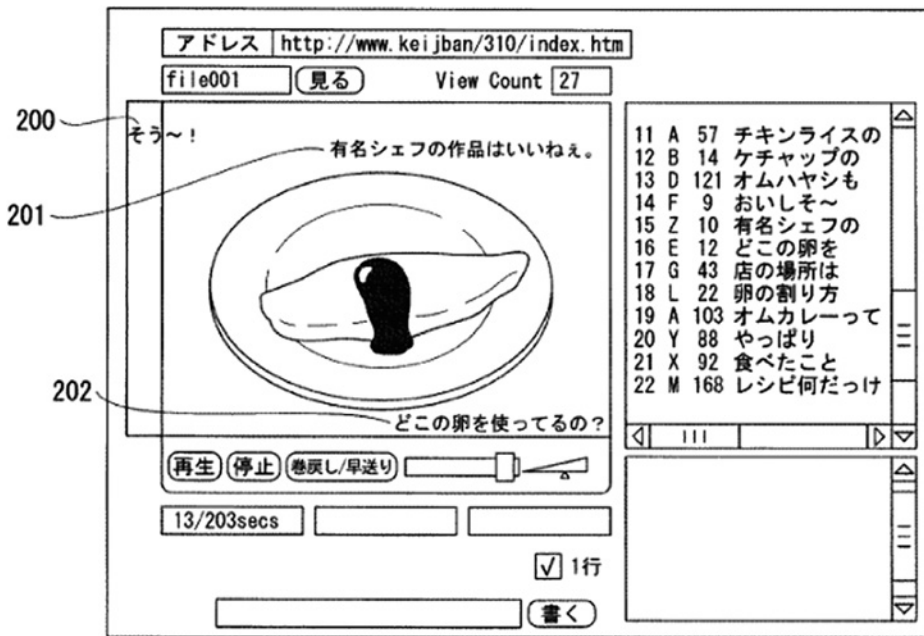 アドレス http://www.keijban/310/index.htm
file001 見る View Count 27
200
そう〜！
201
有名シェフの作品はいいねぇ。
202
どこの卵を使ってるの？
再生 停止 巻戻し/早送り
13/203secs
✓ 1行
書く
11 A 57 チキンライスの
12 B 14 ケチャップの
13 D 121 オムハヤシも
14 F 9 おいしそ〜
15 Z 10 有名シェフの
16 E 12 どこの卵を
17 G 43 店の場所は
18 L 22 卵の割り方
19 A 103 オムカレーって
20 Y 88 やっぱり
21 X 92 食べたこと
22 M 168 レシピ何だっけ